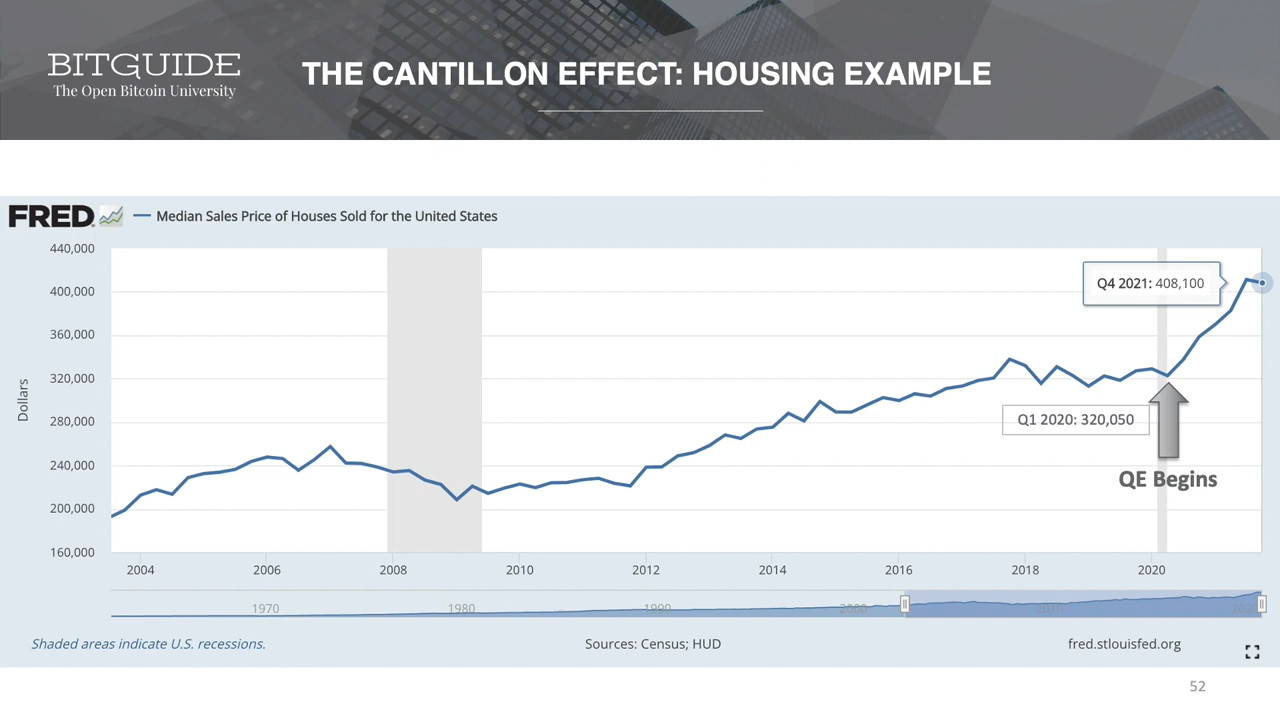 BITGUIDE
The Open Bitcoin University
THE CANTILLON EFFECT: HOUSING EXAMPLE
FRED
Median Sales Price of Houses Sold for the United States
440,000
400,000
360,000
320,000
280,000
240,000
200,000
160,000
Dollars
Q4 2021: 408,100
Q1 2020: 320,050
QE Begins
2004 2006 2008 2010 2012 2014 2016 2018 2020
1970 1980 1990 2000 2010 2020
Shaded areas indicate U.S. recessions.
Sources: Census; HUD
fred.stlouisfed.org
52